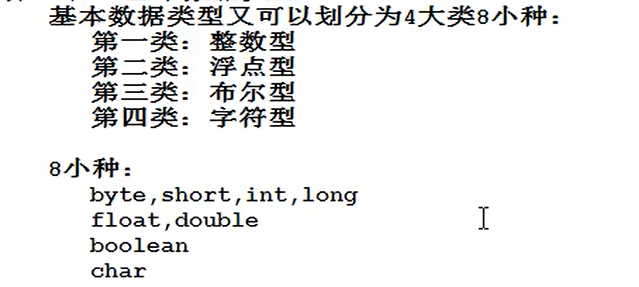 基本数据类型又可以划分为4大类8小种：
第一类：整数型
第二类：浮点型
第三类：布尔型
第四类：字符型
8小种：
byte,short,int,long
float,double
boolean
char